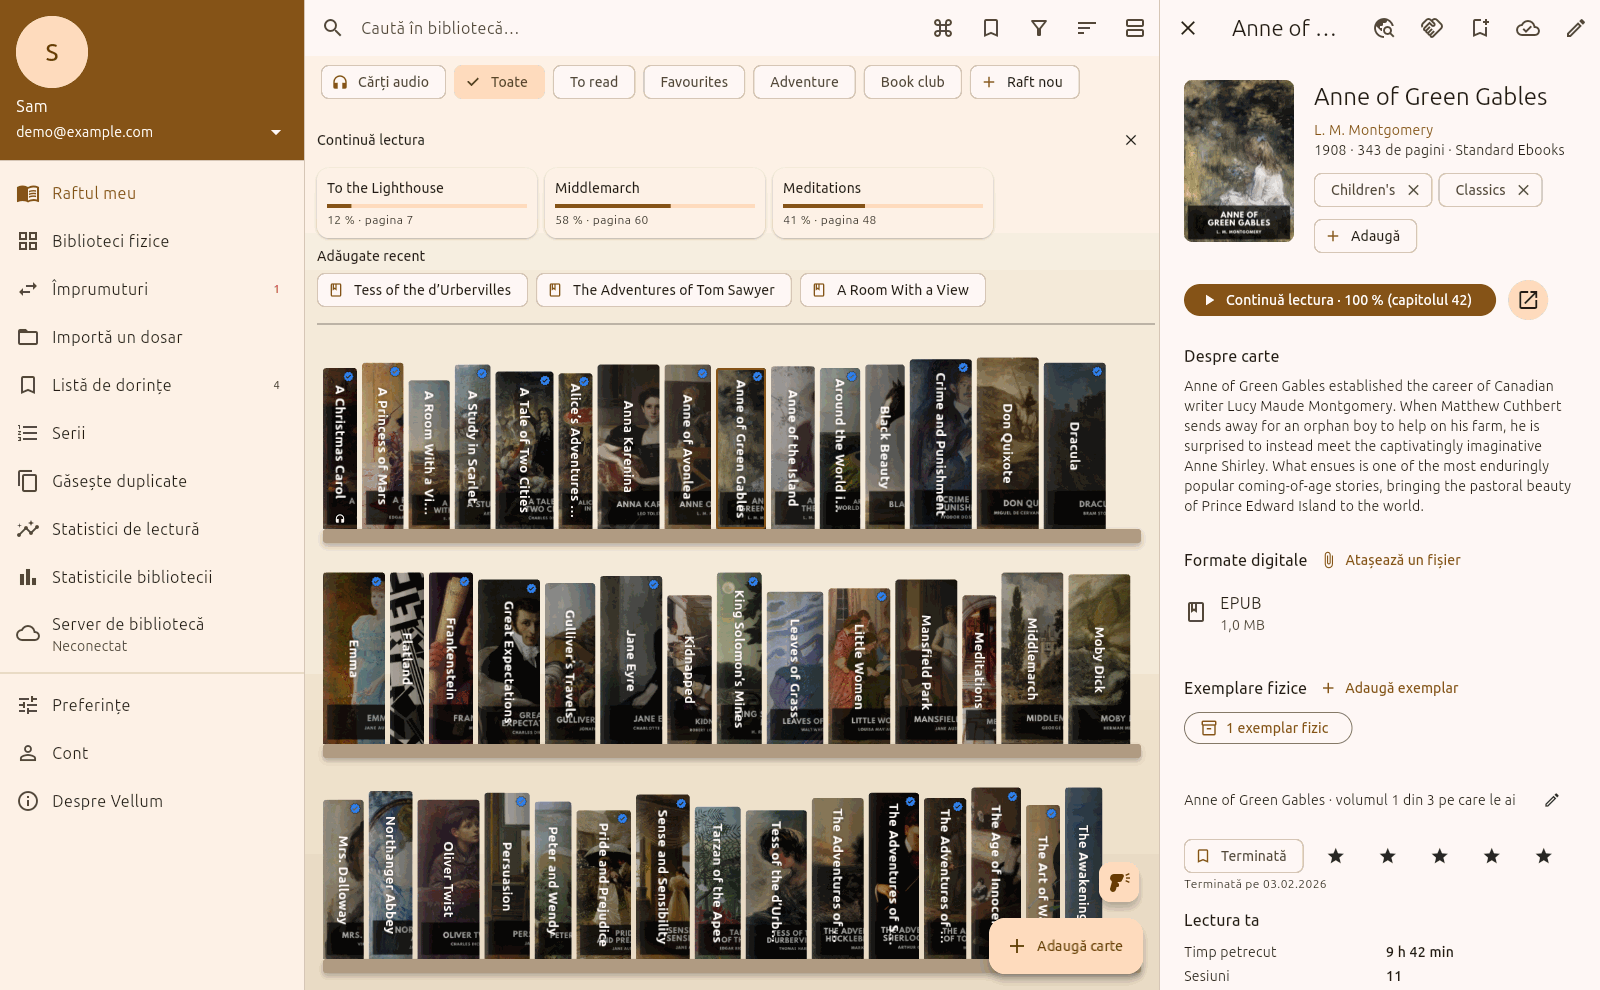 S
Sam
demo@example.com
Raftul meu
Biblioteci fizice
Împrumuturi 1
Importă un dosar
Listă de dorințe 4
Serii
Găsește duplicate
Statistici de lectură
Statisticile bibliotecii
Server de bibliotecă
Neconectat
Preferințe
Cont
Despre Vellum
Caută în bibliotecă...
Cărți audio
Toate
To read
Favourites
Adventure
Book club
Raft nou
Continuă lectura
To the Lighthouse
12 % · pagina 7
Middlemarch
58 % · pagina 60
Meditations
41 % · pagina 48
Adăugate recent
Tess of the d’Urbervilles
The Adventures of Tom Sawyer
A Room With a View
A Christmas Carol
A Princess of Mars
A Room With a Vi...
A Study in Scarlet
A Tale of Two Cities
Alice's Adventures ...
Anna Karenina
Anne of Avonlea
Anne of Green Gables
Anne of the Island
Around the World i...
Black Beauty
Crime and Punishment
Don Quixote
Dracula
Emma
Flatland
Frankenstein
Great Expectations
Gulliver's Travels
Jane Eyre
Kidnapped
King Solomon's Mines
Leaves of Grass
Little Women
Mansfield Park
Meditations
Middlemarch
Moby Dick
Mrs. Dalloway
Northanger Abbey
Oliver Twist
Persuasion
Peter and Wendy
Pride and Prejudice
Sense and Sensibility
Tarzan of the Apes
Tess of the d'Urb...
The Adventures of...
The Adventures of S...
The Adventures of...
The Age of Innoce
The Art of W
The Awakening
Adaugă carte
Anne of ...
ANNE OF
GREEN GABLES
L. M. MONTGOMERY
Anne of Green Gables
L. M. Montgomery
1908 · 343 de pagini · Standard Ebooks
Children's
Classics
Adaugă
Continuă lectura · 100 % (capitolul 42)
Despre carte
Anne of Green Gables established the career of Canadian
writer Lucy Maude Montgomery. When Matthew Cuthbert
sends away for an orphan boy to help on his farm, he is
surprised to instead meet the captivatingly imaginative
Anne Shirley. What ensues is one of the most enduringly
popular coming-of-age stories, bringing the pastoral beauty
of Prince Edward Island to the world.
Formate digitale
Atașează un fișier
EPUB
1,0 MB
Exemplare fizice
Adaugă exemplar
1 exemplar fizic
Anne of Green Gables · volumul 1 din 3 pe care le ai
Terminată
Terminată pe 03.02.2026
Lectura ta
Timp petrecut 9 h 42 min
Sesiuni 11